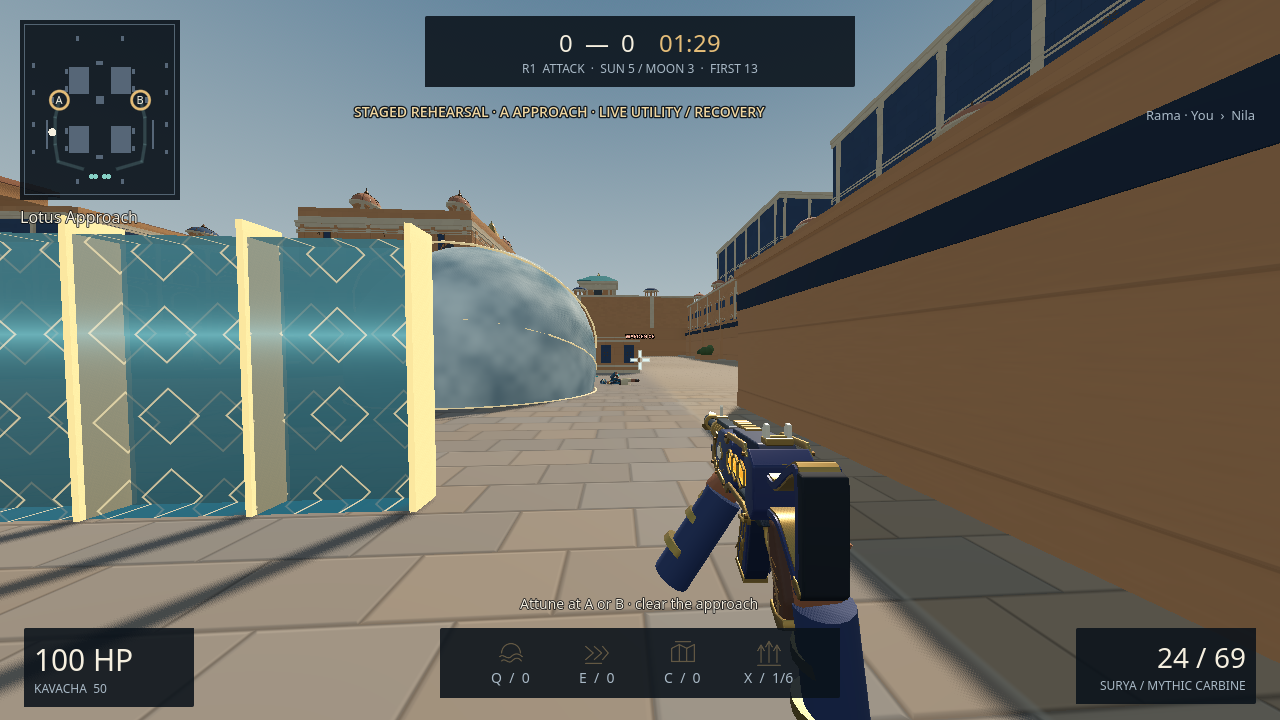 A
B
0 — 0 01:29
R1 ATTACK · SUN 5 / MOON 3 · FIRST 13
STAGED REHEARSAL · A APPROACH · LIVE UTILITY / RECOVERY
Rama · You › Nila
Lotus Approach
Attune at A or B · clear the approach
100 HP
KAVACHA 50
Q / 0
E / 0
C / 0
X / 1/6
24 / 69
SURYA / MYTHIC CARBINE